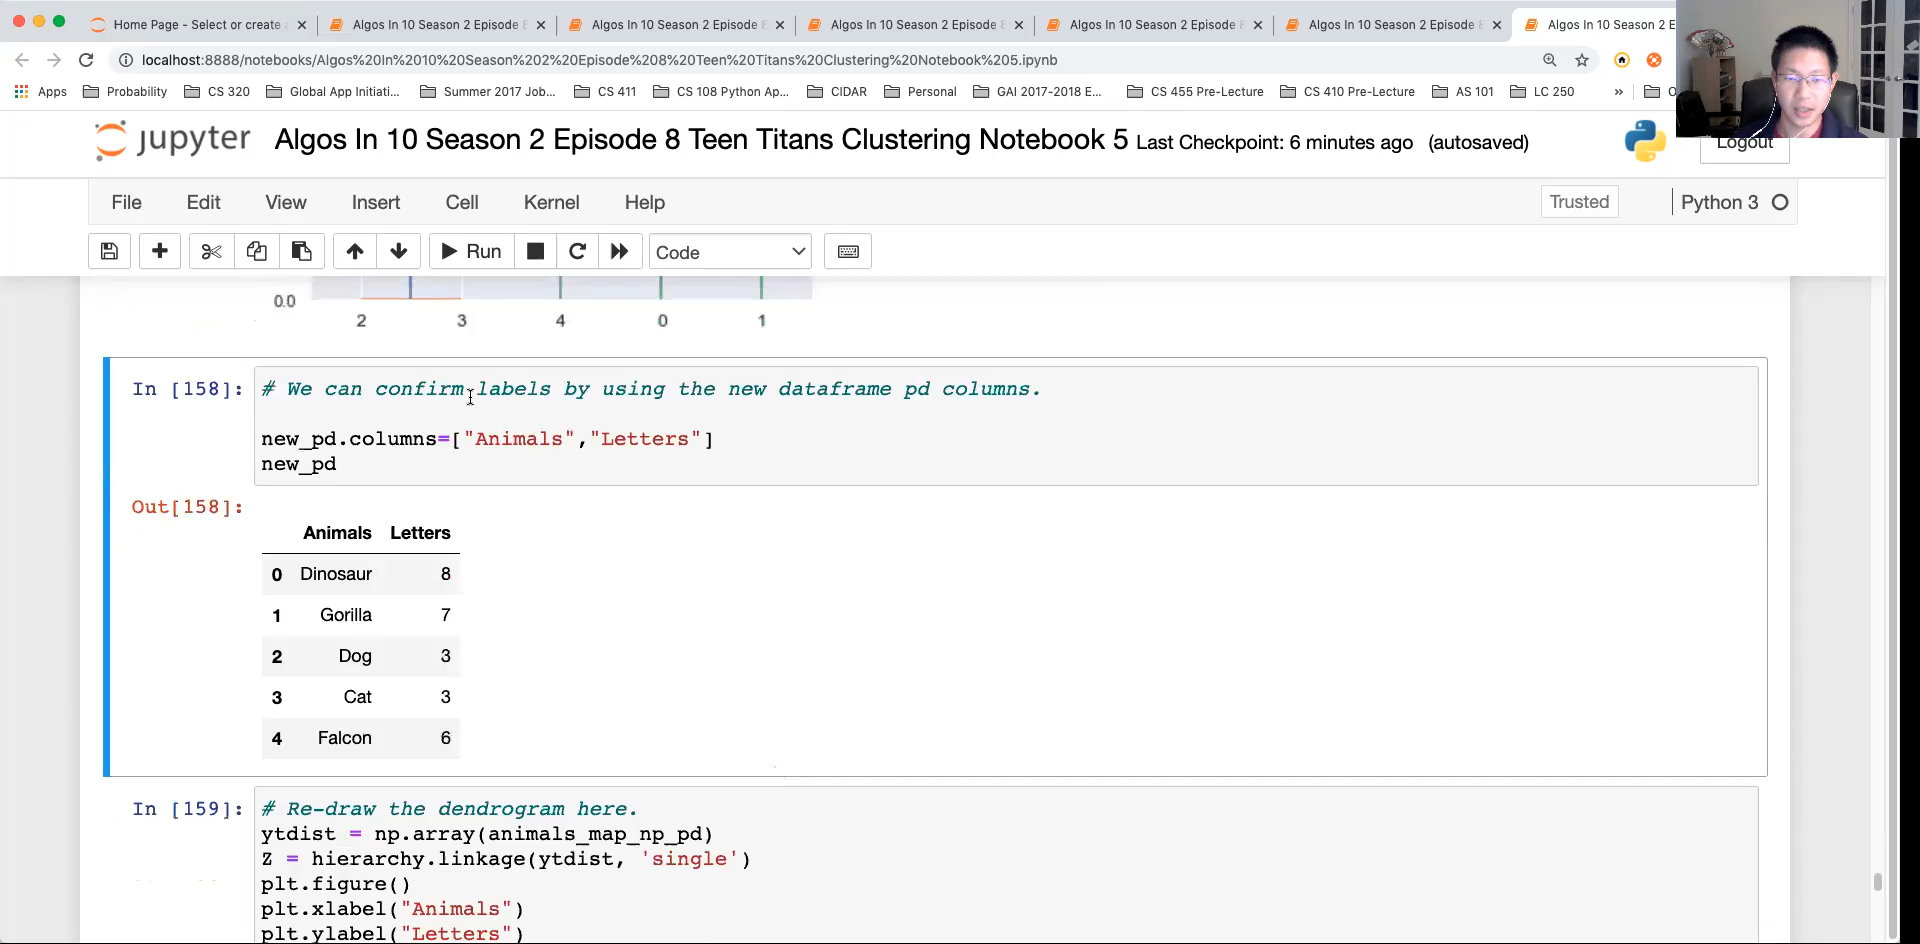 Home Page - Select or create a
Algos In 10 Season 2 Episode 8
Algos In 10 Season 2 Episode 8
Algos In 10 Season 2 Episode 8
Algos In 10 Season 2 Episode 8
Algos In 10 Season 2 Episode 8
Algos In 10 Season 2 E
localhost:8888/notebooks/Algos%20In%2010%20Season%202%20Episode%208%20Teen%20Titans%20Clustering%20Notebook%205.ipynb
Apps Probability CS 320 Global App Initiati... Summer 2017 Job... CS 411 CS 108 Python Ap... CIDAR Personal GAI 2017-2018 E... CS 455 Pre-Lecture CS 410 Pre-Lecture AS 101 LC 250 » O
jupyter Algos In 10 Season 2 Episode 8 Teen Titans Clustering Notebook 5 Last Checkpoint: 6 minutes ago (autosaved)
Logout
File Edit View Insert Cell Kernel Help Trusted Python 3
Run Code
0.0
2 3 4 0 1
In [158]: # We can confirm labels by using the new dataframe pd columns.
new_pd.columns=["Animals","Letters"]
new_pd
Out[158]:
Animals Letters
0 Dinosaur 8
1 Gorilla 7
2 Dog 3
3 Cat 3
4 Falcon 6
In [159]: # Re-draw the dendrogram here.
ytdist = np.array(animals_map_np_pd)
Z = hierarchy.linkage(ytdist, 'single')
plt.figure()
plt.xlabel("Animals")
plt.ylabel("Letters")